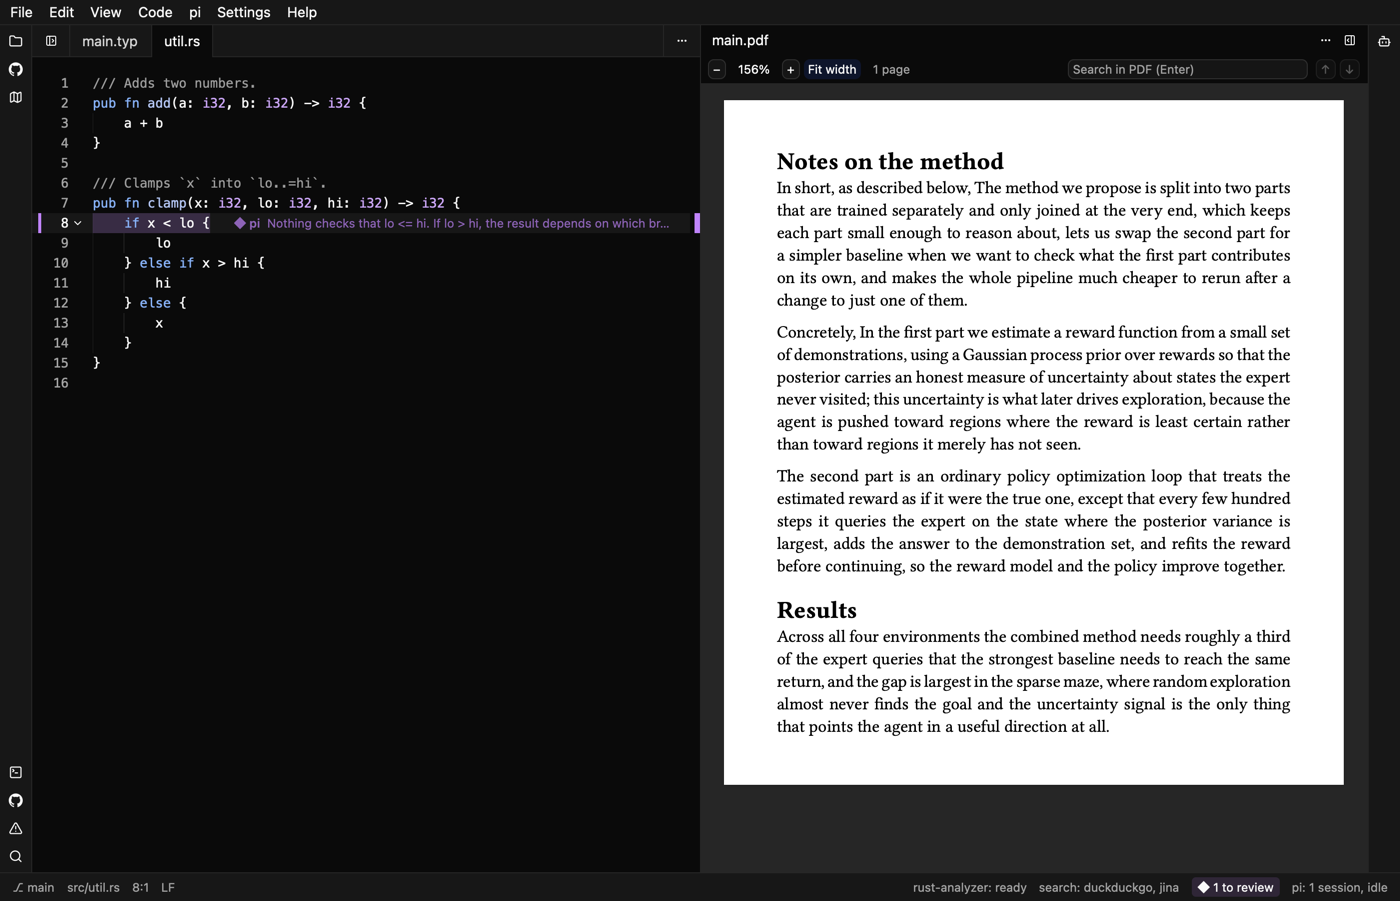 File Edit View Code pi Settings Help
main.typ util.rs
1 /// Adds two numbers.
2 pub fn add(a: i32, b: i32) -> i32 {
3 a + b
4 }
5
6 /// Clamps `x` into `lo..=hi`.
7 pub fn clamp(x: i32, lo: i32, hi: i32) -> i32 {
8 if x < lo { pi Nothing checks that lo <= hi. If lo > hi, the result depends on which br...
9 lo
10 } else if x > hi {
11 hi
12 } else {
13 x
14 }
15 }
16
main.pdf
− 156% + Fit width 1 page Search in PDF (Enter)
Notes on the method
In short, as described below, The method we propose is split into two parts
that are trained separately and only joined at the very end, which keeps
each part small enough to reason about, lets us swap the second part for
a simpler baseline when we want to check what the first part contributes
on its own, and makes the whole pipeline much cheaper to rerun after a
change to just one of them.
Concretely, In the first part we estimate a reward function from a small set
of demonstrations, using a Gaussian process prior over rewards so that the
posterior carries an honest measure of uncertainty about states the expert
never visited; this uncertainty is what later drives exploration, because the
agent is pushed toward regions where the reward is least certain rather
than toward regions it merely has not seen.
The second part is an ordinary policy optimization loop that treats the
estimated reward as if it were the true one, except that every few hundred
steps it queries the expert on the state where the posterior variance is
largest, adds the answer to the demonstration set, and refits the reward
before continuing, so the reward model and the policy improve together.
Results
Across all four environments the combined method needs roughly a third
of the expert queries that the strongest baseline needs to reach the same
return, and the gap is largest in the sparse maze, where random exploration
almost never finds the goal and the uncertainty signal is the only thing
that points the agent in a useful direction at all.
main src/util.rs 8:1 LF
rust-analyzer: ready search: duckduckgo, jina 1 to review pi: 1 session, idle